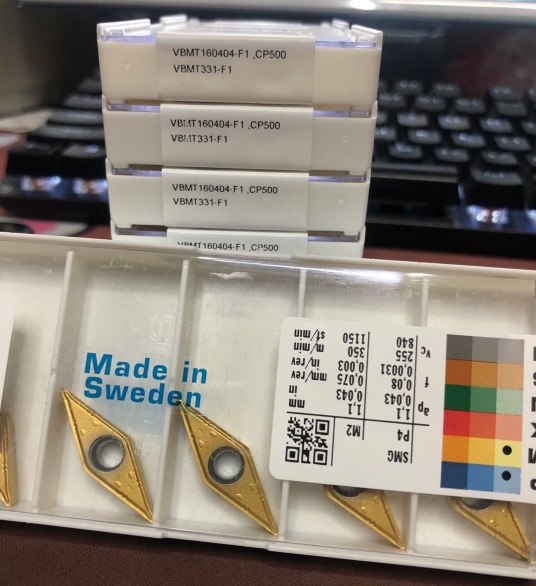 VBMT160404-F1 ,CP500
VBMT331-F1
VBMT160404-F1 ,CP500
VBMT331-F1
VBMT160404-F1 ,CP500
VBMT331-F1
VBMT160404-F1 ,CP500
Made in
Sweden
SMG P4 M2
ap 1,1 1,1 mm
0,043 0,043 in
f 0,08 0,075 mm/rev
0,0031 0,003 in/rev
vc 255 350 m/min
840 1150 sf/min
P
M